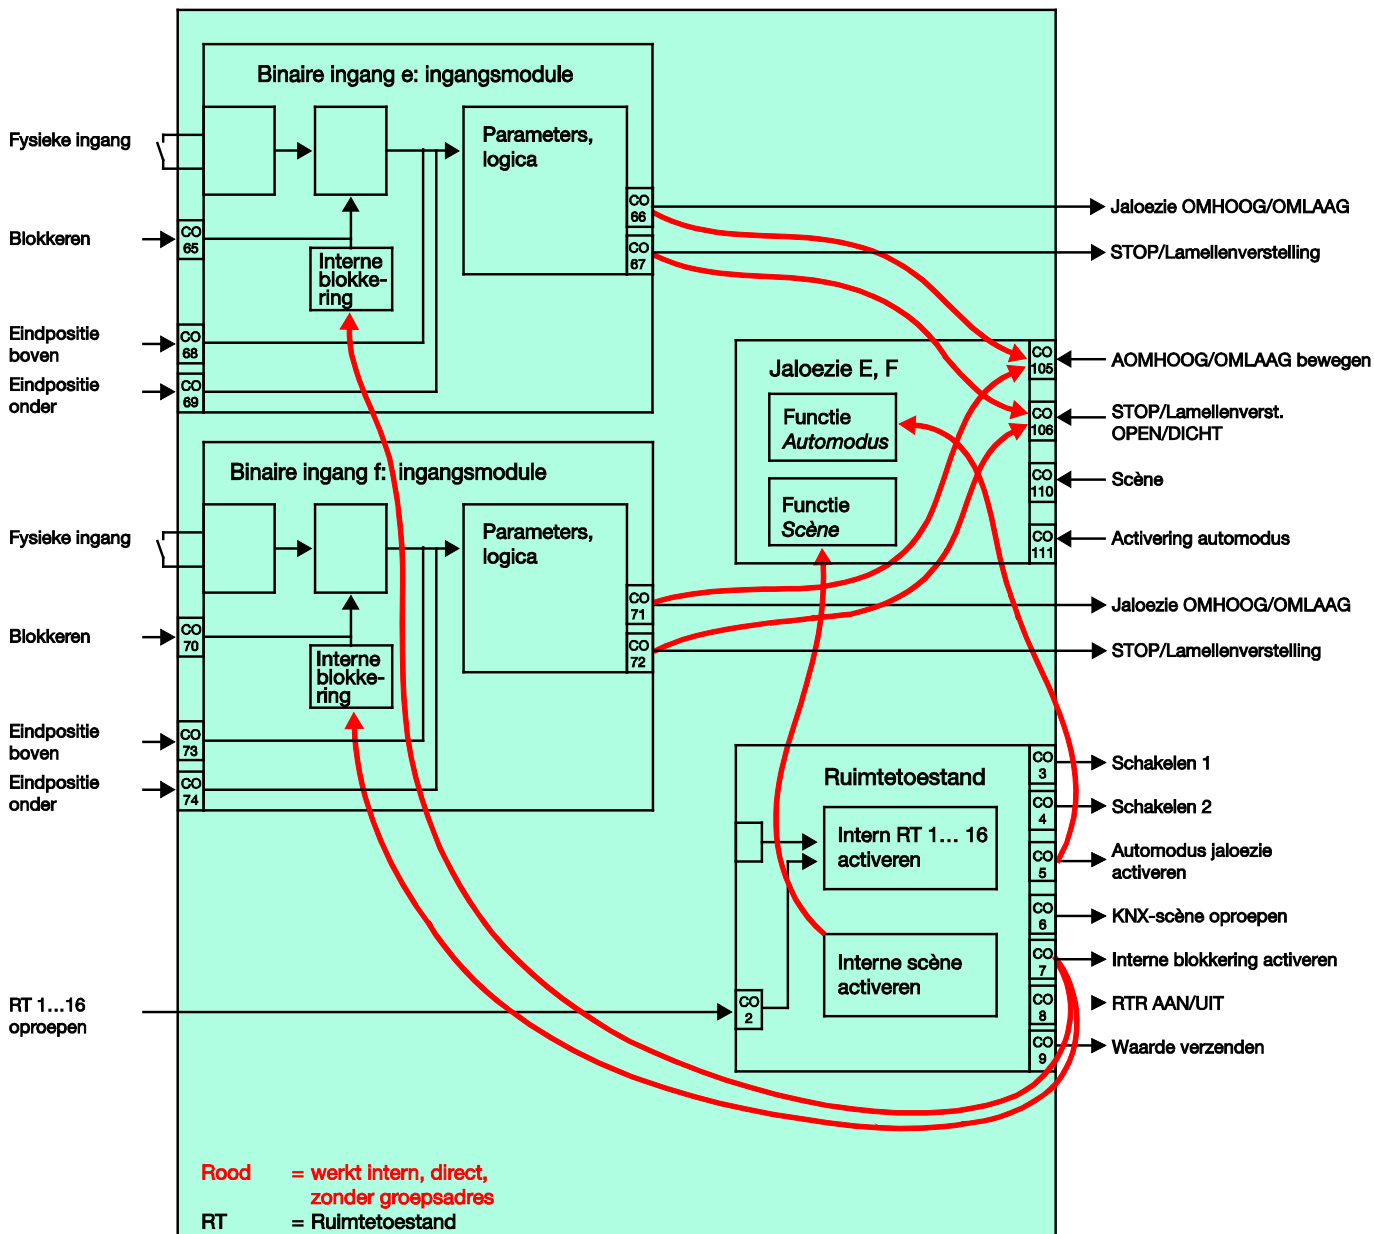 Binaire ingang e: ingangsmodule
Fysieke ingang
Parameters,
logica
CO
66
Jaloezie OMHOOG/OMLAAG
Blokkeren
CO
65
CO
67
STOP/Lamellenverstelling
Interne
blokke-
ring
Eindpositie
boven
CO
68
Eindpositie
onder
CO
69
Jaloezie E, F
CO
105
AOMHOOG/OMLAAG bewegen
Functie
Automodus
CO
106
STOP/Lamellenverst.
OPEN/DICHT
Functie
Scène
CO
110
Scène
CO
111
Activering automodus
Binaire ingang f: ingangsmodule
Fysieke ingang
Parameters,
logica
CO
71
Jaloezie OMHOOG/OMLAAG
Blokkeren
CO
70
CO
72
STOP/Lamellenverstelling
Interne
blokke-
ring
Eindpositie
boven
CO
73
Eindpositie
onder
CO
74
Ruimtetoestand
CO
3
Schakelen 1
CO
4
Schakelen 2
Intern RT 1... 16
activeren
CO
5
Automodus jaloezie
activeren
CO
6
KNX-scène oproepen
Interne scène
activeren
CO
7
Interne blokkering activeren
RT 1...16
oproepen
CO
2
CO
8
RTR AAN/UIT
CO
9
Waarde verzenden
Rood = werkt intern, direct,
zonder groepsadres
RT = Ruimtetoestand